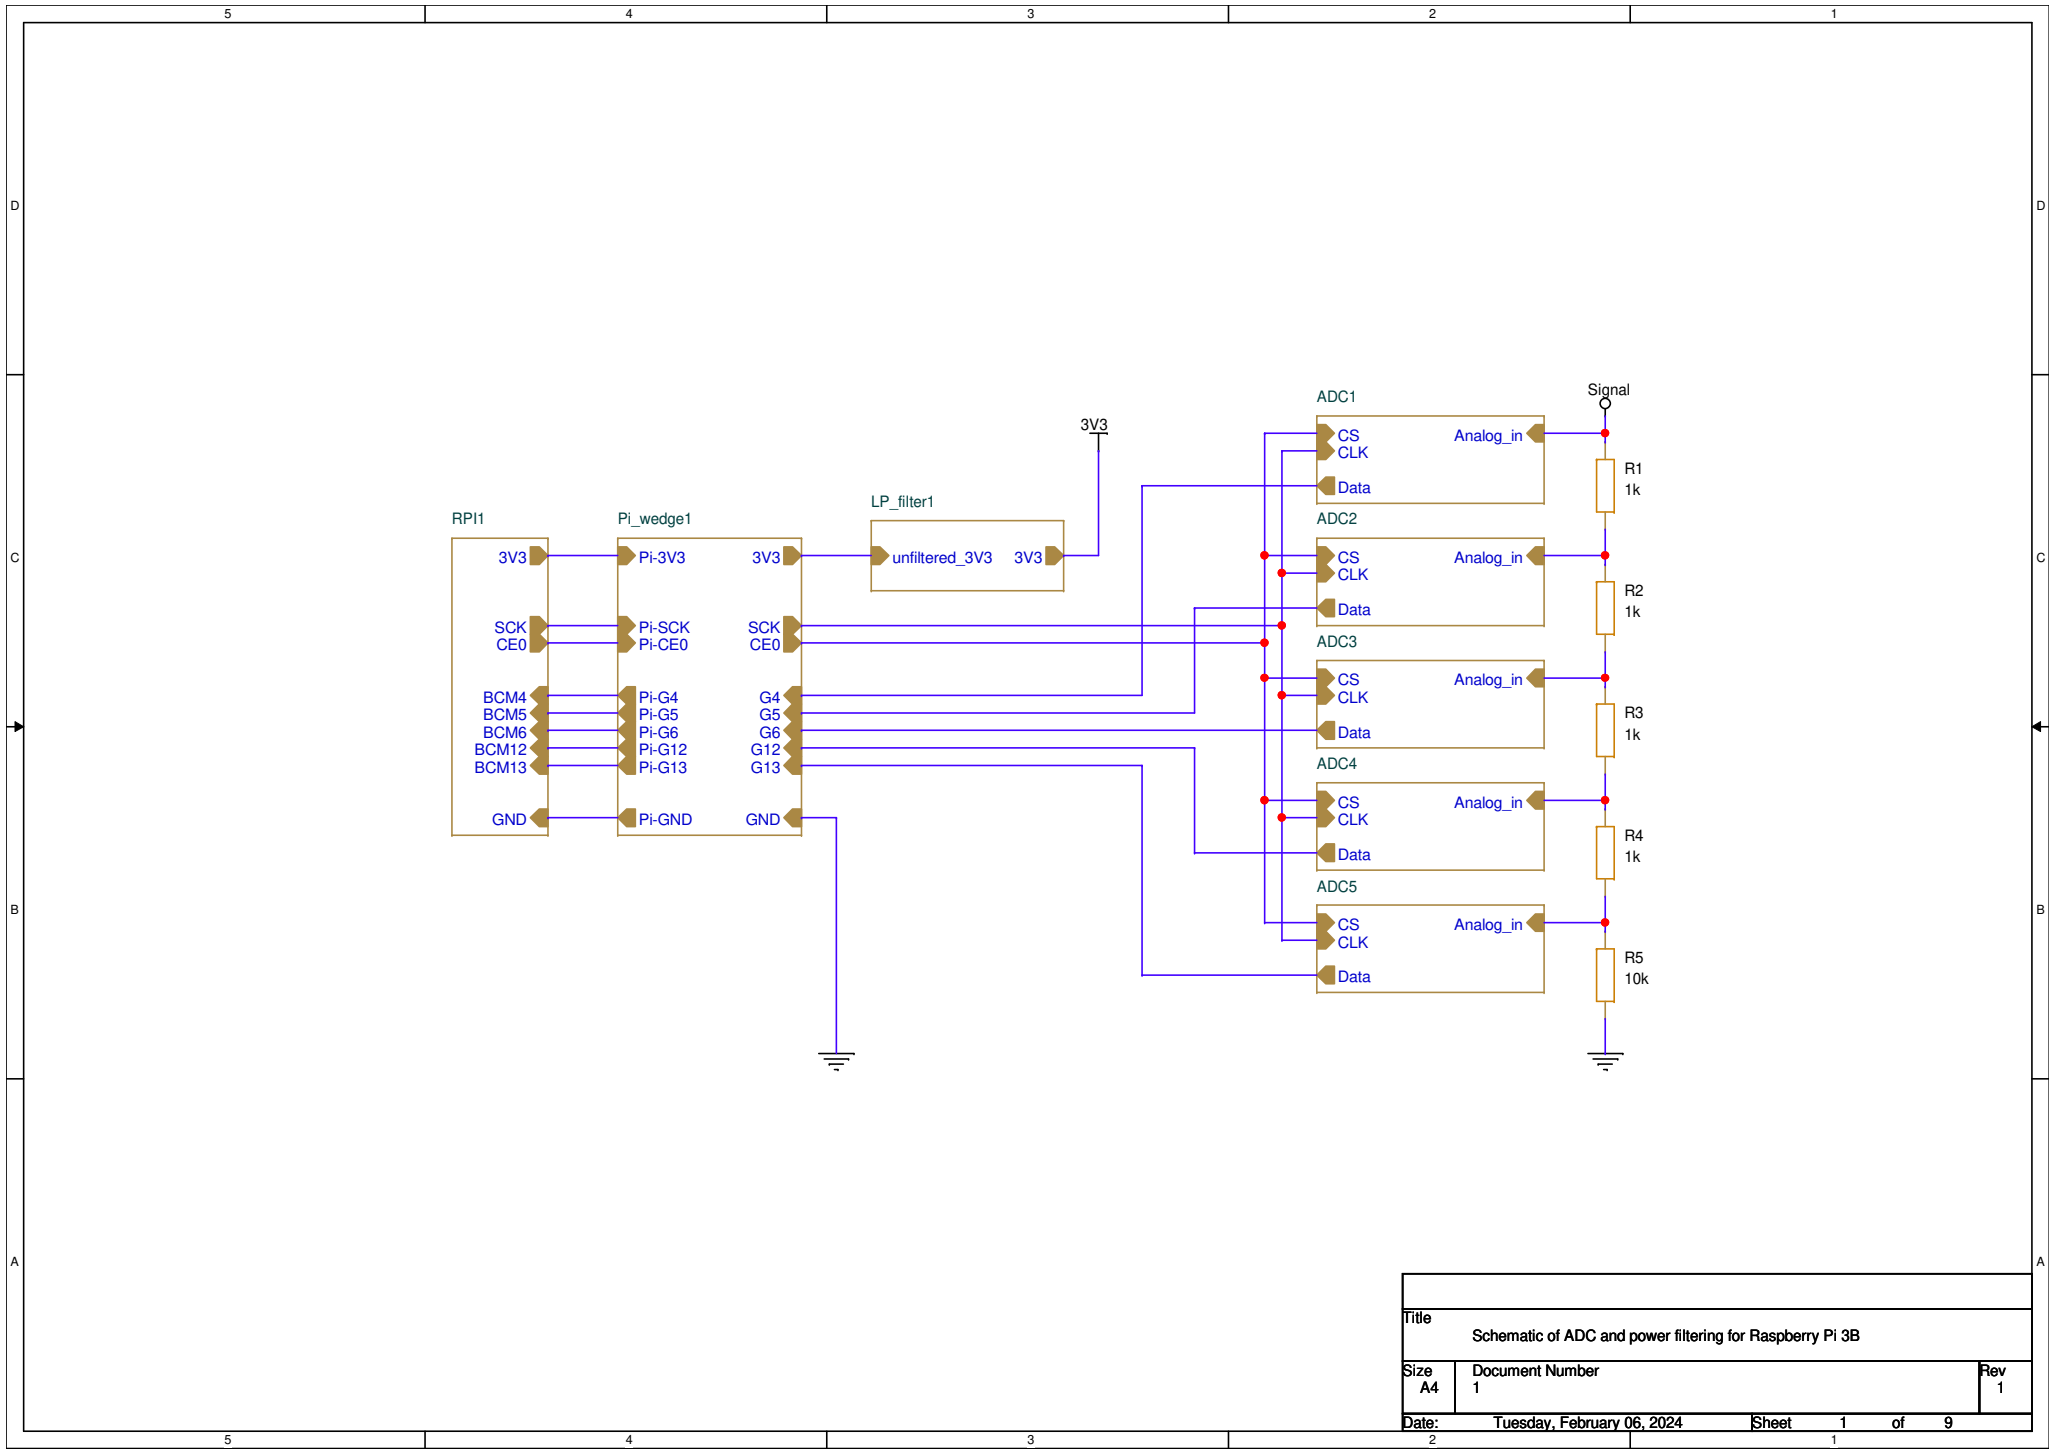 5 4 3 2 1
D D
C C
B B
A A
Signal
ADC1
3V3
CS Analog_in
CLK
R1
1k
Data
LP_filter1
RPI1 Pi_wedge1 ADC2
3V3 Pi-3V3 3V3 unfiltered_3V3 3V3 CS Analog_in
CLK
R2
1k
Data
SCK Pi-SCK SCK
CE0 Pi-CE0 CE0
ADC3
CS Analog_in
BCM4 Pi-G4 G4 CLK
BCM5 Pi-G5 G5 R3
BCM6 Pi-G6 G6 Data 1k
BCM12 Pi-G12 G12
BCM13 Pi-G13 G13
ADC4
CS Analog_in
GND Pi-GND GND CLK
R4
1k
Data
ADC5
CS Analog_in
CLK
R5
10k
Data
Title
Schematic of ADC and power filtering for Raspberry Pi 3B
Size Document Number Rev
A4 1 1
Date: Tuesday, February 06, 2024 Sheet 1 of 9
5 4 3 2 1